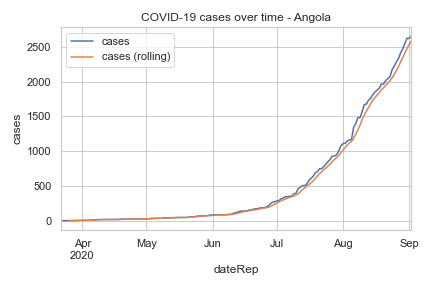 COVID-19 cases over time - Angola
cases
cases (rolling)
2500
2000
1500
1000
500
0
cases
Apr
2020
May
Jun
Jul
Aug
Sep
dateRep